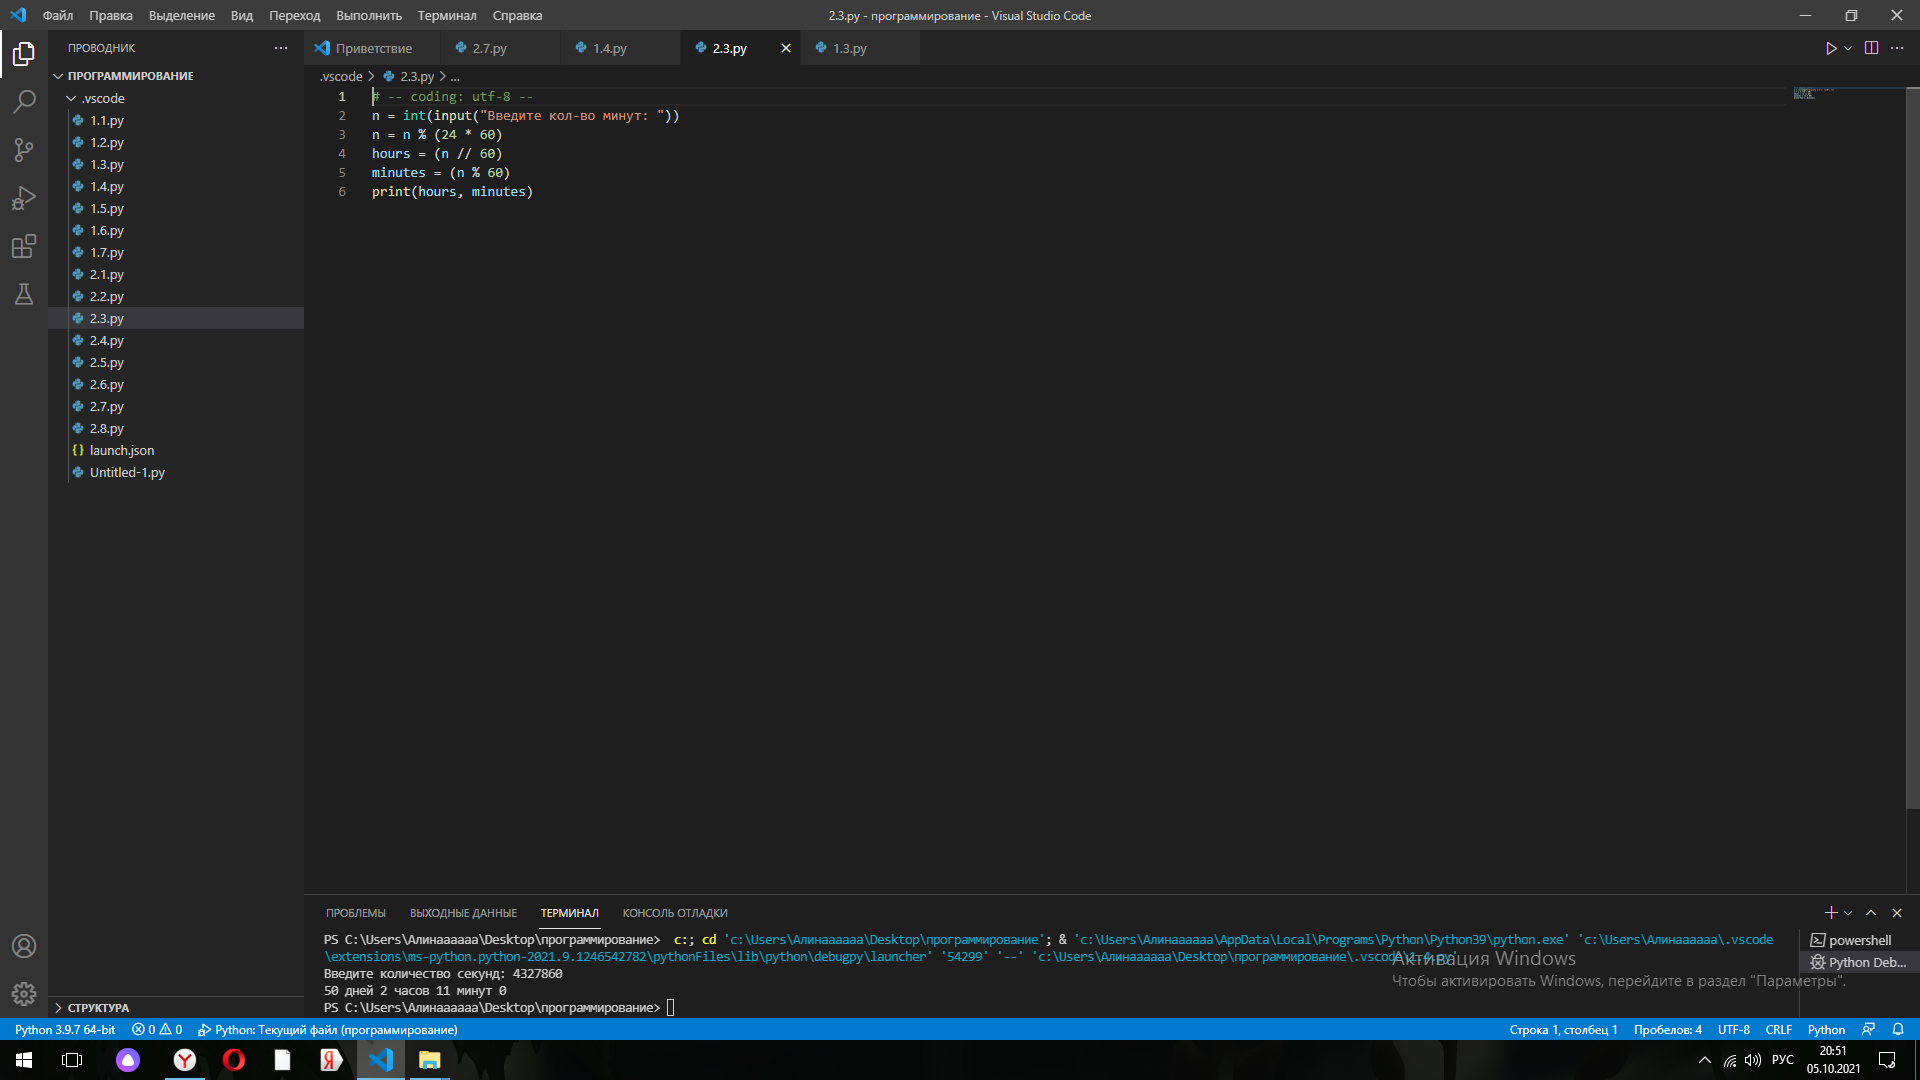 Файл Правка Выделение Вид Переход Выполнить Терминал Справка
2.3.py - программирование - Visual Studio Code
ПРОВОДНИК
Приветствие
2.7.py
1.4.py
2.3.py
1.3.py
ПРОГРАММИРОВАНИЕ
.vscode
1.1.py
1.2.py
1.3.py
1.4.py
1.5.py
1.6.py
1.7.py
2.1.py
2.2.py
2.3.py
2.4.py
2.5.py
2.6.py
2.7.py
2.8.py
{} launch.json
Untitled-1.py
СТРУКТУРА
.vscode > 2.3.py > ...
1 # -- coding: utf-8 --
2 n = int(input("Введите кол-во минут: "))
3 n = n % (24 * 60)
4 hours = (n // 60)
5 minutes = (n % 60)
6 print(hours, minutes)
ПРОБЛЕМЫ ВЫХОДНЫЕ ДАННЫЕ ТЕРМИНАЛ КОНСОЛЬ ОТЛАДКИ
PS C:\Users\Алинаааааа\Desktop\программирование> c:; cd 'c:\Users\Алинаааааа\Desktop\программирование'; & 'c:\Users\Алинаааааа\AppData\Local\Programs\Python\Python39\python.exe' 'c:\Users\Алинаааааа\.vscode
\extensions\ms-python.python-2021.9.1246542782\pythonFiles\lib\python\debugpy\launcher' '54299' '--' 'c:\Users\Алинаааааа\Desktop\программирование\.vscode\1.4.py'
Введите количество секунд: 4327860
50 дней 2 часов 11 минут 0
PS C:\Users\Алинаааааа\Desktop\программирование>
powershell
Python Deb...
Активация Windows
Чтобы активировать Windows, перейдите в раздел "Параметры".
Python 3.9.7 64-bit 0 0 Python: Текущий файл (программирование)
Строка 1, столбец 1 Пробелов: 4 UTF-8 CRLF Python
РУС
20:51
05.10.2021